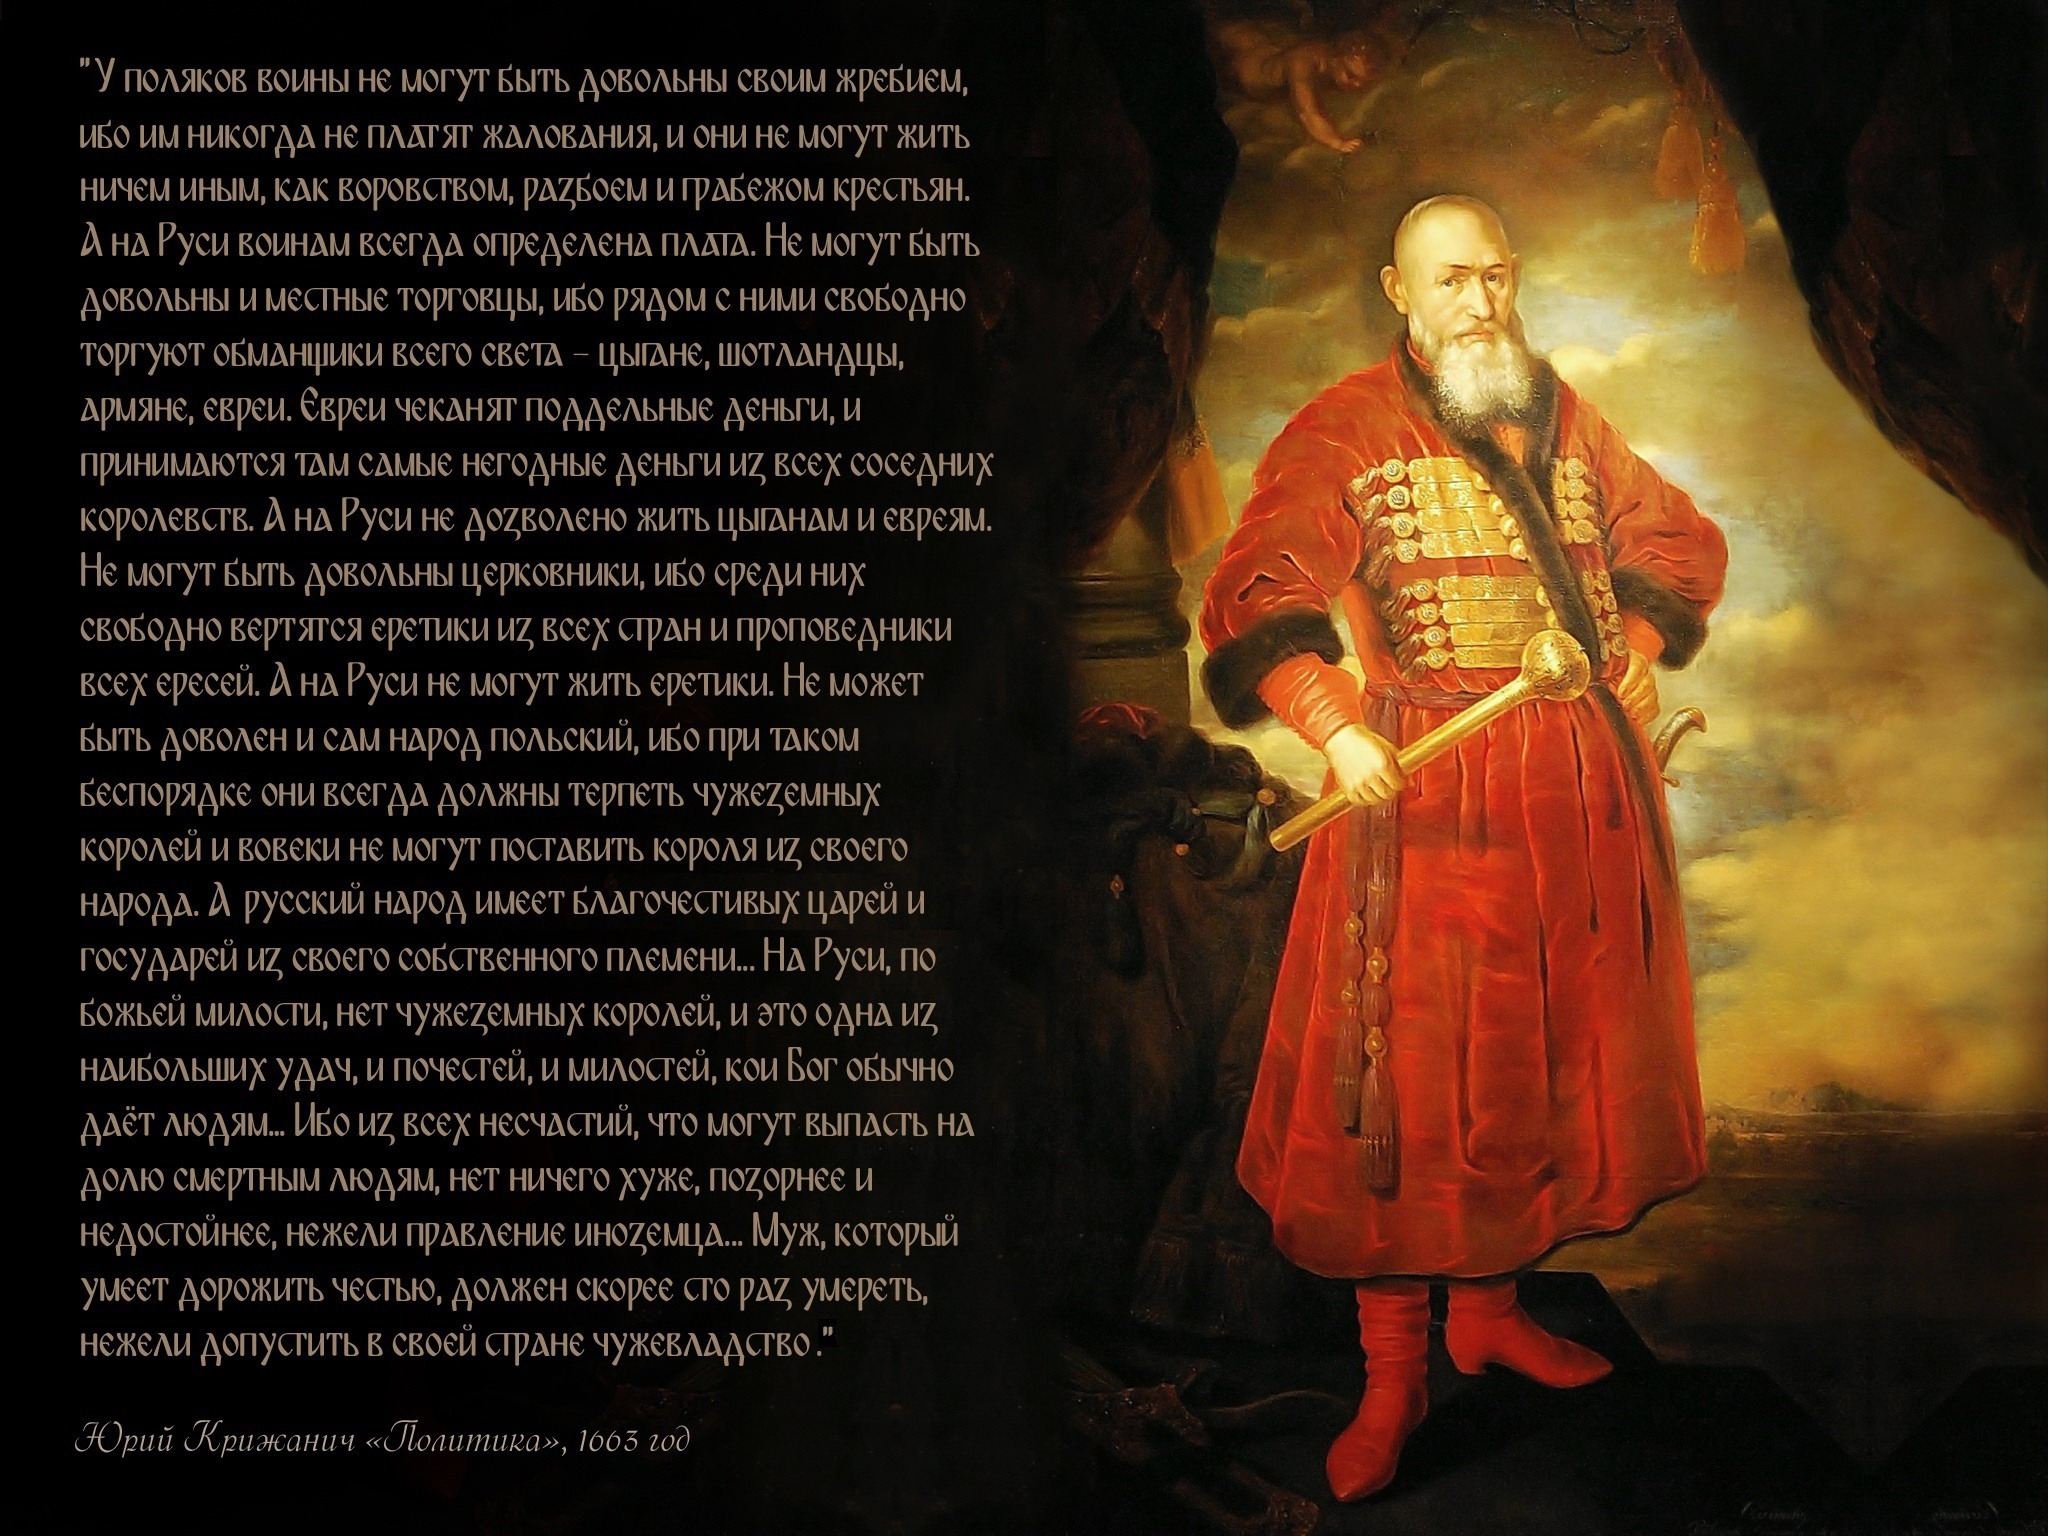 "У поляков воины не могут быть довольны своим жребием,
ибо им никогда не платят жалования, и они не могут жить
ничем иным, как воровством, разбоем и грабежом крестьян.
А на Руси воинам всегда определена плата. Не могут быть
довольны и местные торговцы, ибо рядом с ними свободно
торгуют обманщики всего света – цыгане, шотландцы,
армяне, евреи. Евреи чеканят поддельные деньги, и
принимаются там самые негодные деньги из всех соседних
королевств. А на Руси не дозволено жить цыганам и евреям.
Не могут быть довольны церковники, ибо среди них
свободно вертятся еретики из всех стран и проповедники
всех ересей. А на Руси не могут жить еретики. Не может
быть доволен и сам народ польский, ибо при таком
беспорядке они всегда должны терпеть чужеземных
королей и вовеки не могут поставить короля из своего
народа. А русский народ имеет благочестивых царей и
государей из своего собственного племени... На Руси, по
божьей милости, нет чужеземных королей, и это одна из
наибольших удач, и почестей, и милостей, кои Бог обычно
даёт людям... Ибо из всех несчастий, что могут выпасть на
долю смертным людям, нет ничего хуже, позорнее и
недостойнее, нежели правление иноземца... Муж, который
умеет дорожить честью, должен скорее сто раз умереть,
нежели допустить в своей стране чужевладство."
Юрий Крижанич «Политика», 1663 год